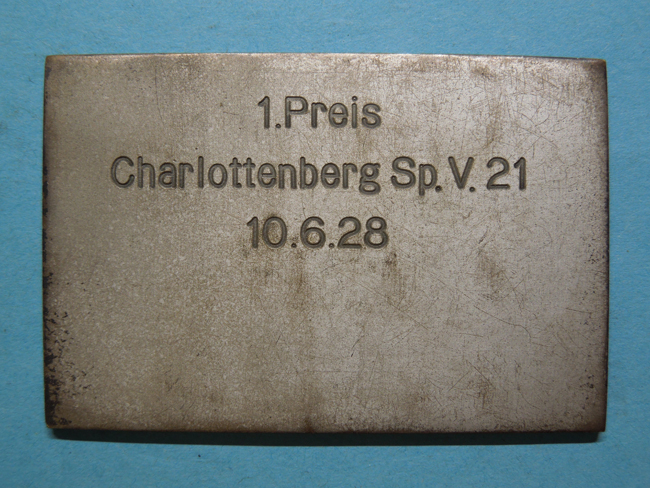 1.Preis
Charlottenberg Sp.V. 21
10.6.28